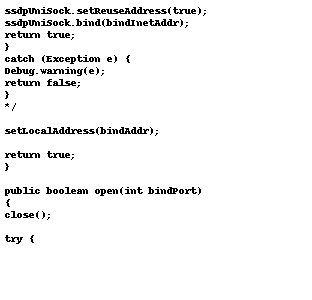 ssdpUniSock.setReuseAddress(true);
ssdpUniSock.bind(bindInetAddr);
return true;
}
catch (Exception e) {
Debug.warning(e);
return false;
}
*/
setLocalAddress(bindAddr);
return true;
}
public boolean open(int bindPort)
{
close();
try {